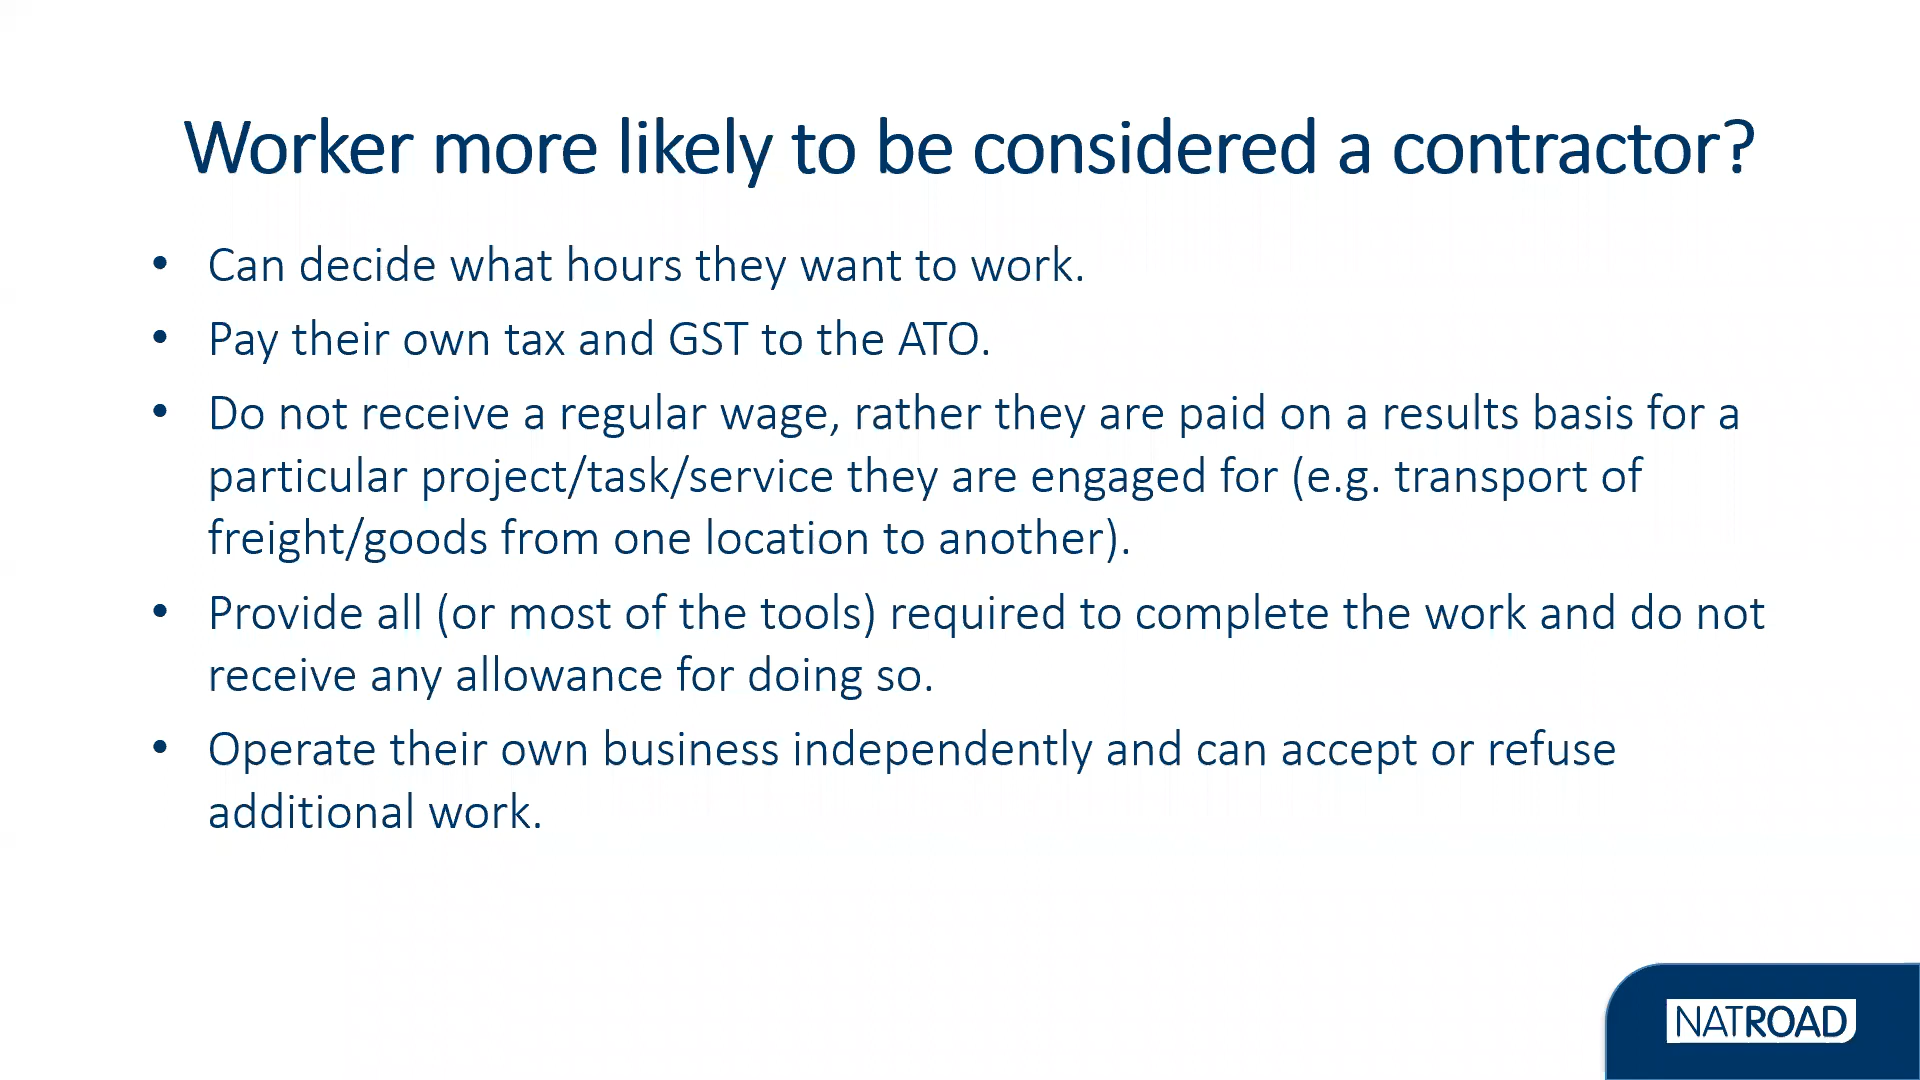 Worker more likely to be considered a contractor?
• Can decide what hours they want to work.
• Pay their own tax and GST to the ATO.
• Do not receive a regular wage, rather they are paid on a results basis for a
particular project/task/service they are engaged for (e.g. transport of
freight/goods from one location to another).
• Provide all (or most of the tools) required to complete the work and do not
receive any allowance for doing so.
• Operate their own business independently and can accept or refuse
additional work.
NATROAD